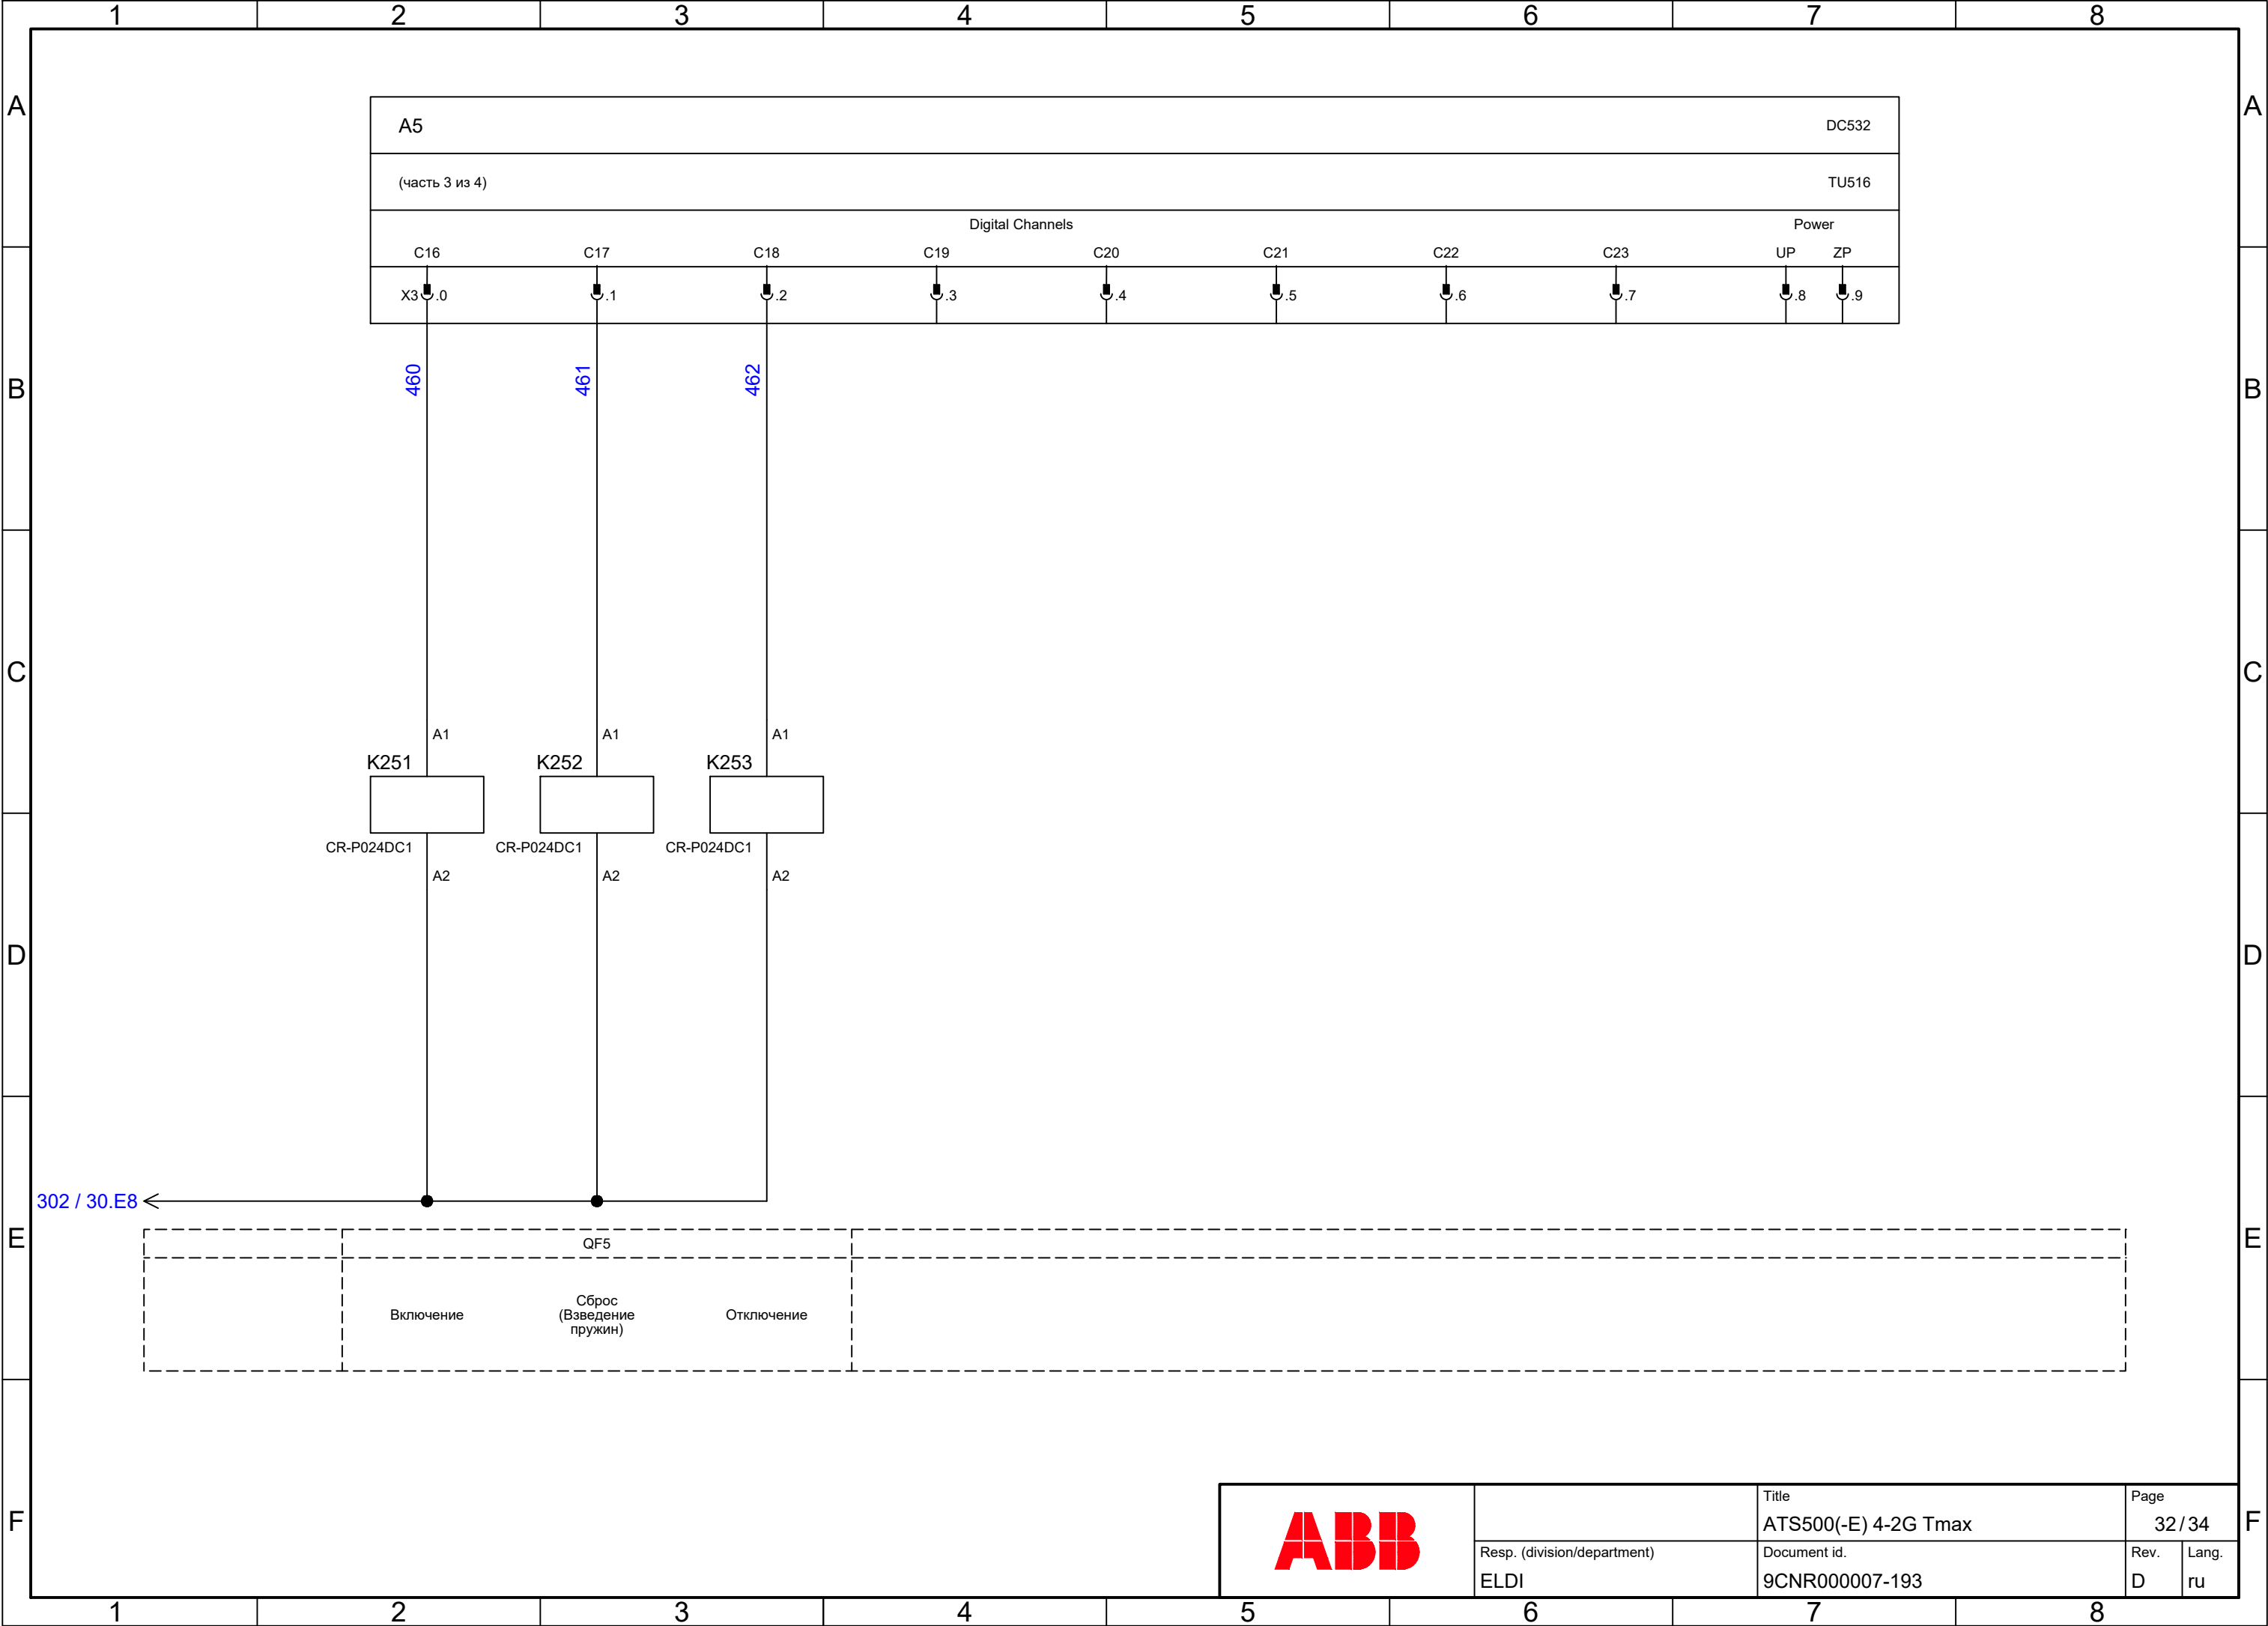 1 2 3 4 5 6 7 8
A A
A5 DC532
(часть 3 из 4) TU516
Digital Channels Power
C16 C17 C18 C19 C20 C21 C22 C23 UP ZP
X3 .0 .1 .2 .3 .4 .5 .6 .7 .8 .9
460 461 462
B B
C C
A1 A1 A1
K251 K252 K253
CR-P024DC1 CR-P024DC1 CR-P024DC1
A2 A2 A2
D D
302 / 30.E8
E E
QF5
Включение
Сброс
(Взведение
пружин)
Отключение
F F
ABB
Title
ATS500(-E) 4-2G Tmax
Page
32 / 34
Resp. (division/department)
ELDI
Document id.
9CNR000007-193
Rev.
D
Lang.
ru
1 2 3 4 5 6 7 8